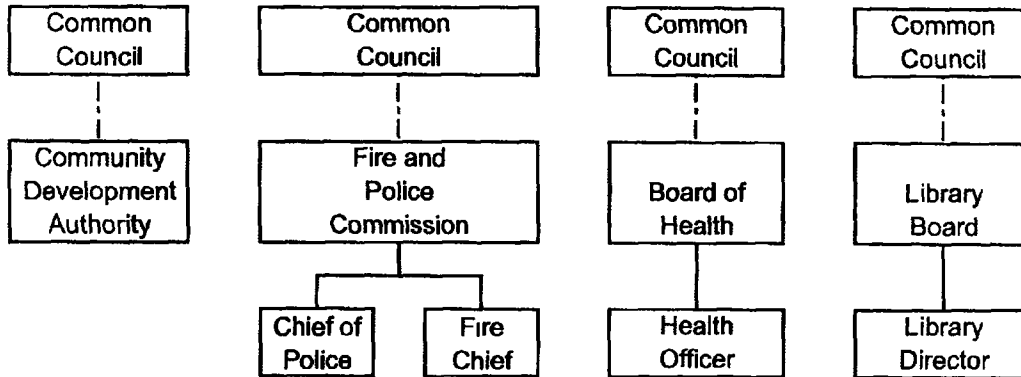 Common
Council
Common
Council
Common
Council
Common
Council
Community
Development
Authority
Fire and
Police
Commission
Board of
Health
Library
Board
Chief of
Police
Fire
Chief
Health
Officer
Library
Director